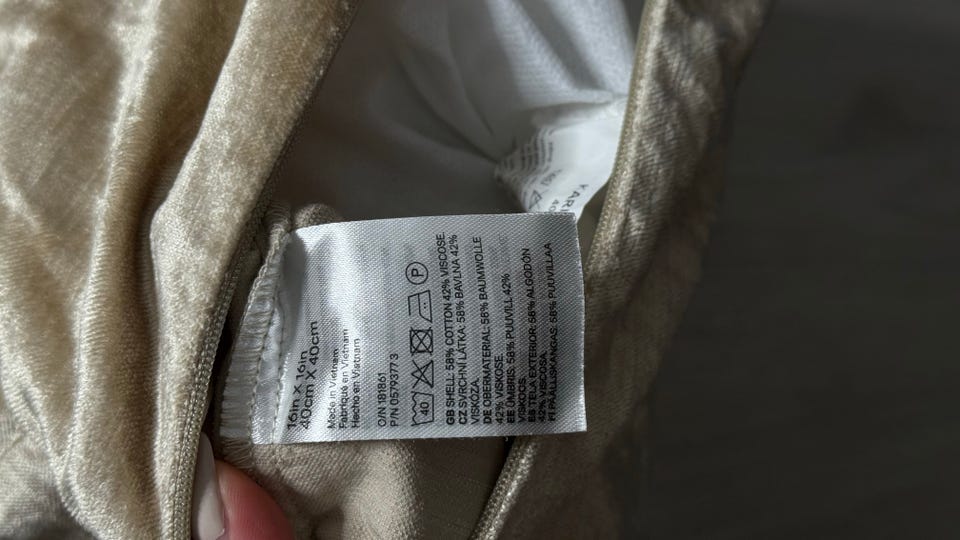 16in X 16in
40cm X 40cm
Made in Vietnam
Fabriqué en Vietnam
Hecho en Vietnam
O/N 181861
P/N 05793773
40
P
GB SHELL: 58% COTTON 42% VISCOSE.
CZ SVRCHNÍ LÁTKA: 58% BAVLNA 42%
VISKÓZA.
DE OBERMATERIAL: 58% BAUMWOLLE
42% VISKOSE.
EE ÜMBRIS: 58% PUUVILL 42%
VISKOOS.
ES TELA EXTERIOR: 58% ALGODÓN
42% VISCOSA.
FI PÄÄLLISKANGAS: 58% PUUVILLAA